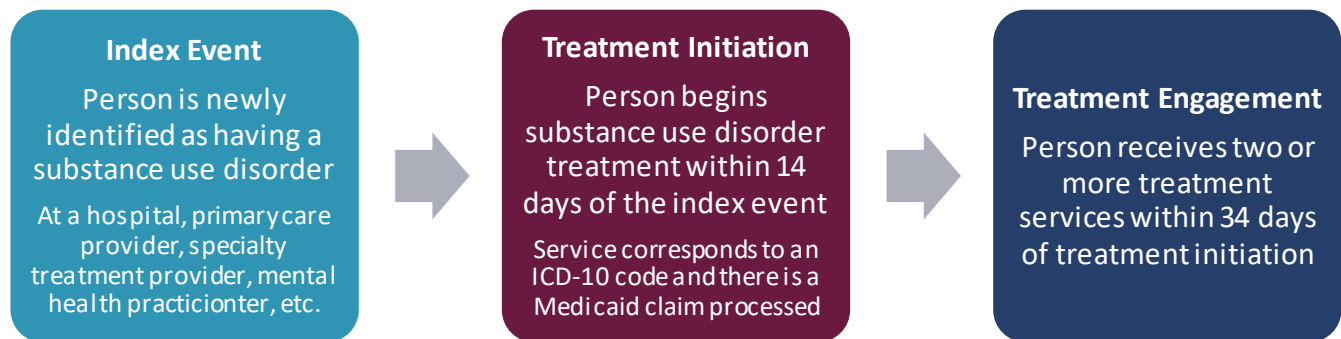 Index Event
Person is newly
identified as having a
substance use disorder
At a hospital, primary care
provider, specialty
treatment provider, mental
health practicionter, etc.
Treatment Initiation
Person begins
substance use disorder
treatment within 14
days of the index event
Service corresponds to an
ICD-10 code and there is a
Medicaid claim processed
Treatment Engagement
Person receives two or
more treatment
services within 34 days
of treatment initiation